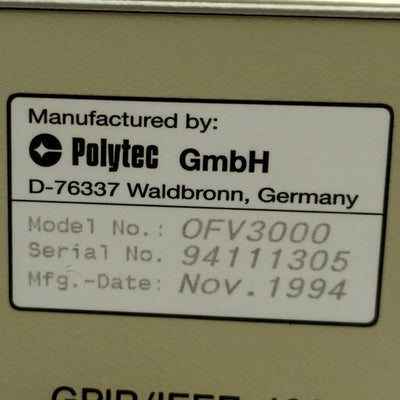 Manufactured by:
Polytec GmbH
D-76337 Waldbronn, Germany
Model No.: OFV3000
Serial No. 94111305
Mfg.-Date: Nov.1994